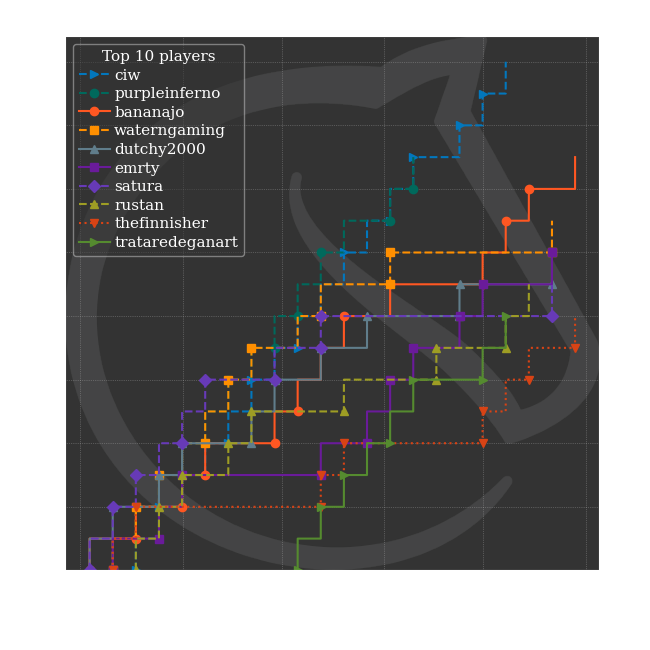 Top 10 players
ciw
purpleinferno
bananajo
waterngaming
dutchy2000
emrty
satura
rustan
thefinnisher
trataredeganart